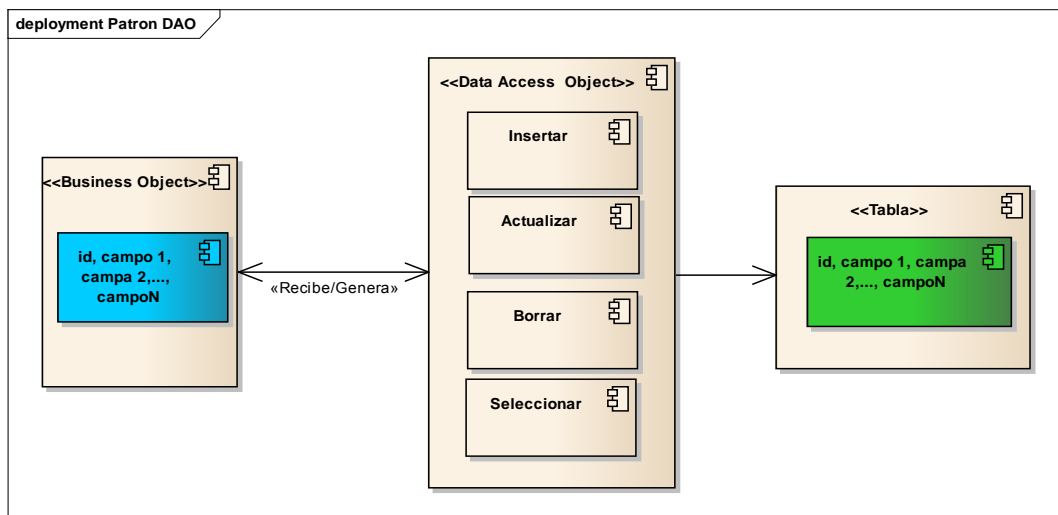 deployment Patron DAO
<<Business Object>>
id, campo 1,
campa 2,...,
campoN
«Recibe/Genera»
<<Data Access  Object>>
Insertar
Actualizar
Borrar
Seleccionar
<<Tabla>>
id, campo 1, campa
2,..., campoN